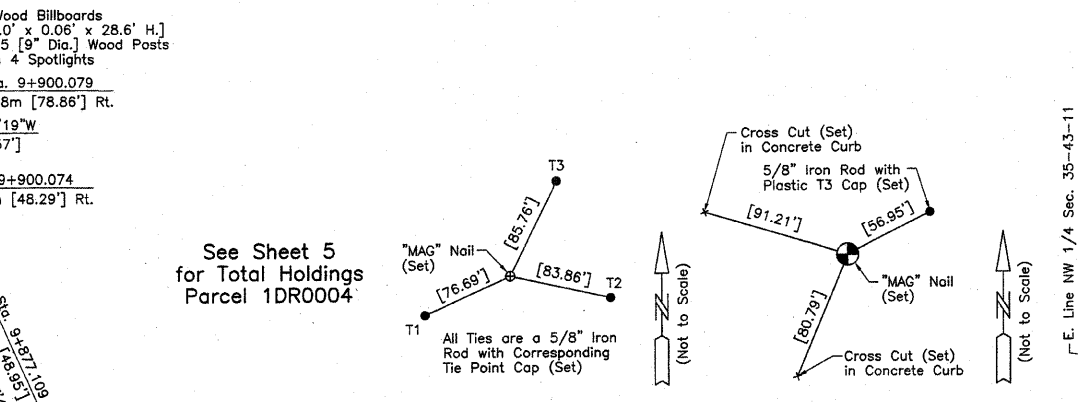 Wood Billboards
.0' x 0.06' x 28.6' H.]
5 [9" Dia.] Wood Posts
4 Spotlights
a. 9+900.079
8m [78.86'] Rt.
'19"W
57']
9+900.074
[48.29'] Rt.
Sta. 9+877.109
[48.95']
See Sheet 5
for Total Holdings
Parcel 1DR0004
T3
[85.76']
"MAG" Nail
(Set)
[76.69']
[83.86']
T1
T2
All Ties are a 5/8" Iron
Rod with Corresponding
Tie Point Cap (Set)
N
(Not to Scale)
Cross Cut (Set)
in Concrete Curb
5/8" Iron Rod with
Plastic T3 Cap (Set)
[91.21']
[56.95']
"MAG" Nail
(Set)
[80.79']
Cross Cut (Set)
in Concrete Curb
N
(Not to Scale)
E. Line NW 1/4 Sec. 35-43-11